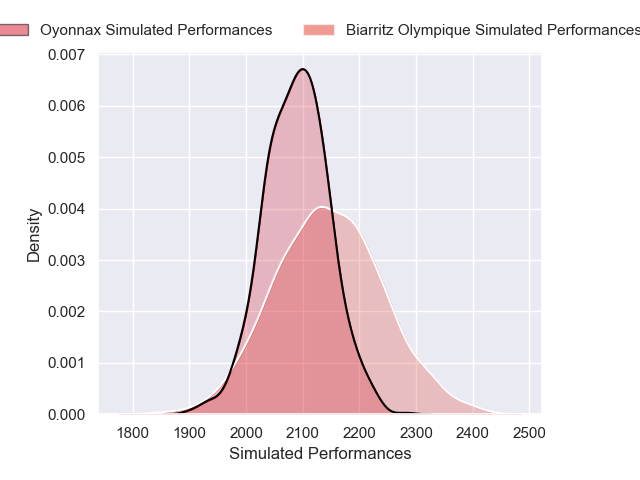 Oyonnax Simulated Performances
Biarritz Olympique Simulated Performances
0.007
0.006
0.005
0.004
0.003
0.002
0.001
0.000
Density
1800 1900 2000 2100 2200 2300 2400 2500
Simulated Performances